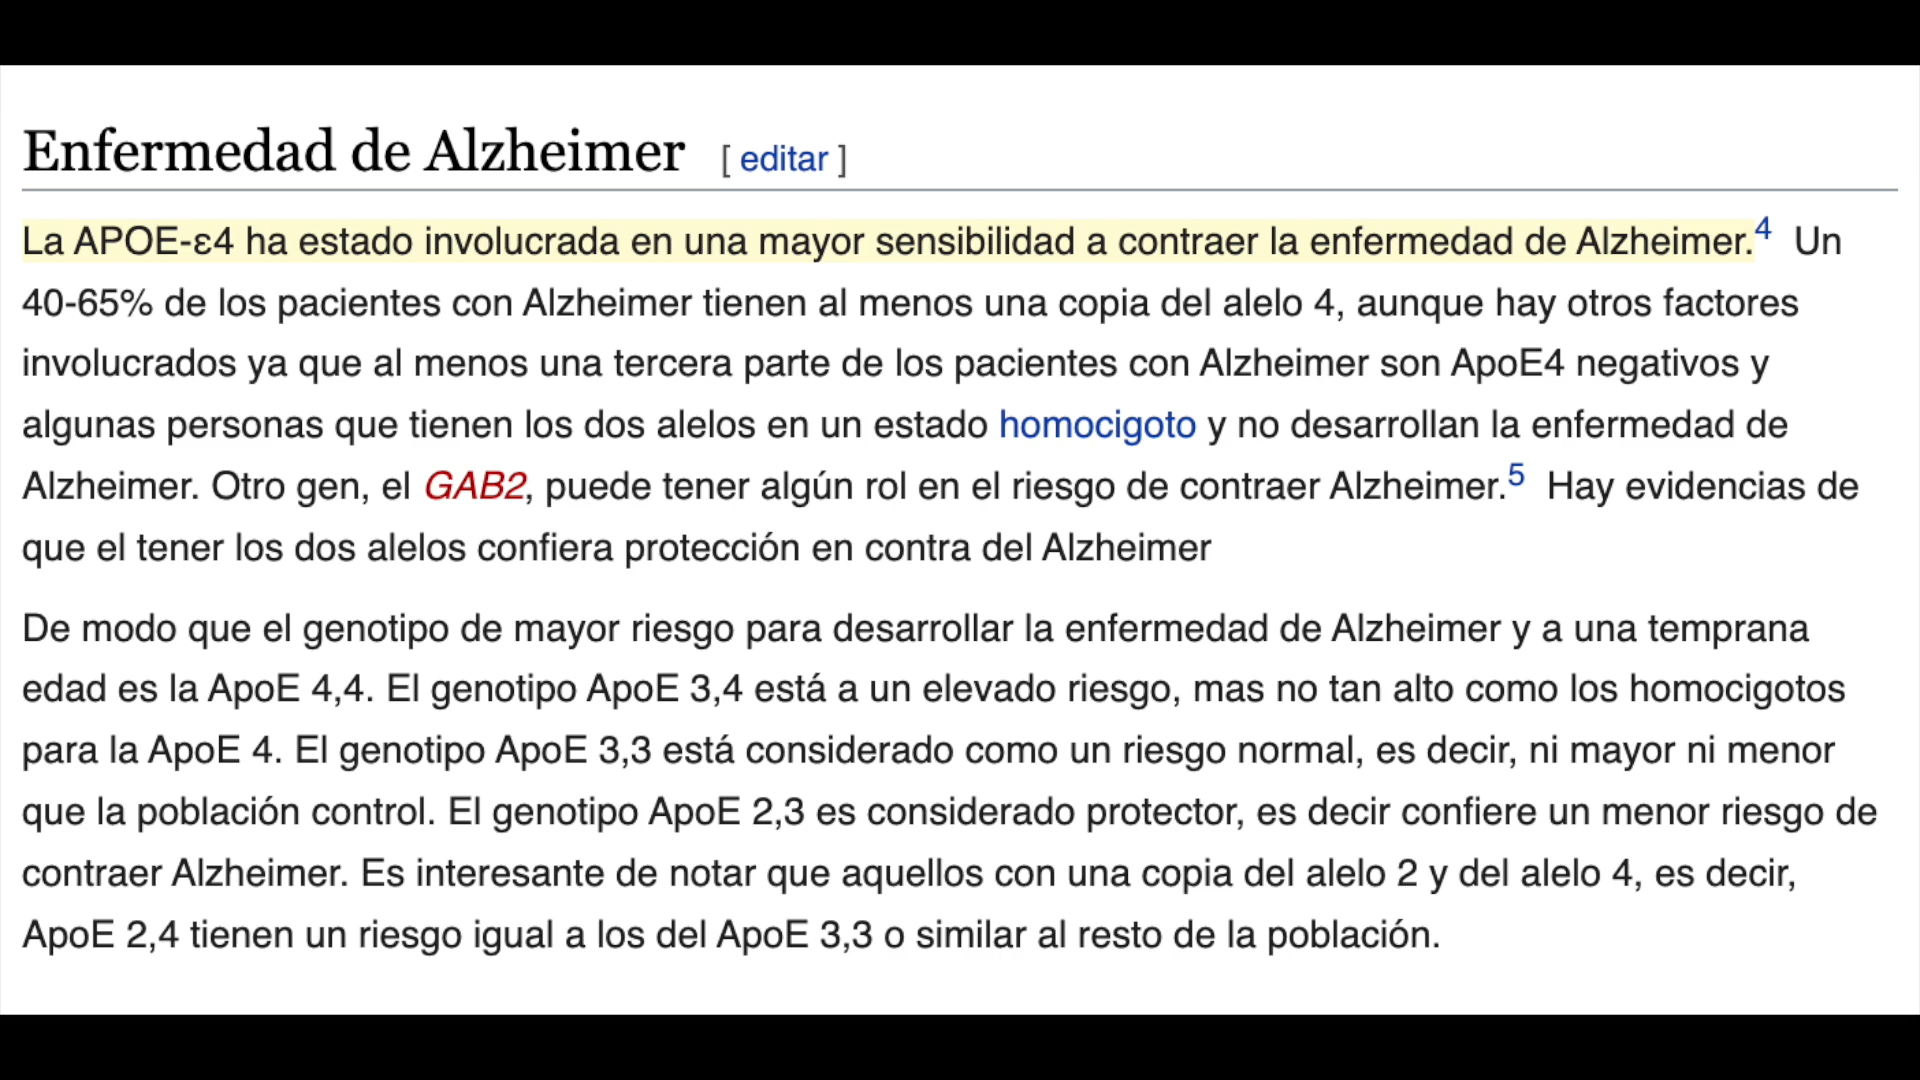 Enfermedad de Alzheimer [ editar ]
La APOE-ε4 ha estado involucrada en una mayor sensibilidad a contraer la enfermedad de Alzheimer.4 Un
40-65% de los pacientes con Alzheimer tienen al menos una copia del alelo 4, aunque hay otros factores
involucrados ya que al menos una tercera parte de los pacientes con Alzheimer son ApoE4 negativos y
algunas personas que tienen los dos alelos en un estado homocigoto y no desarrollan la enfermedad de
Alzheimer. Otro gen, el GAB2, puede tener algún rol en el riesgo de contraer Alzheimer.5 Hay evidencias de
que el tener los dos alelos confiera protección en contra del Alzheimer
De modo que el genotipo de mayor riesgo para desarrollar la enfermedad de Alzheimer y a una temprana
edad es la ApoE 4,4. El genotipo ApoE 3,4 está a un elevado riesgo, mas no tan alto como los homocigotos
para la ApoE 4. El genotipo ApoE 3,3 está considerado como un riesgo normal, es decir, ni mayor ni menor
que la población control. El genotipo ApoE 2,3 es considerado protector, es decir confiere un menor riesgo de
contraer Alzheimer. Es interesante de notar que aquellos con una copia del alelo 2 y del alelo 4, es decir,
ApoE 2,4 tienen un riesgo igual a los del ApoE 3,3 o similar al resto de la población.